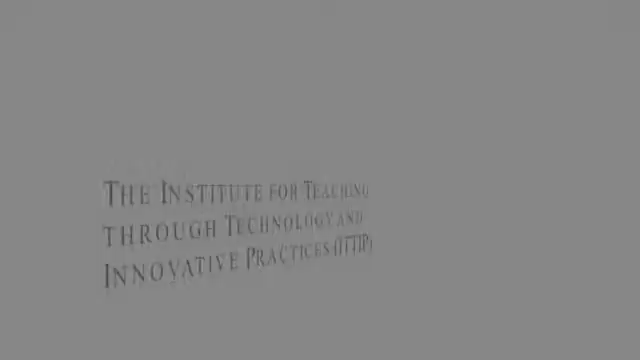 THE INSTITUTE FOR TEACHING
THROUGH TECHNOLOGY AND
INNOVATIVE PRACTICES (ITTIP)